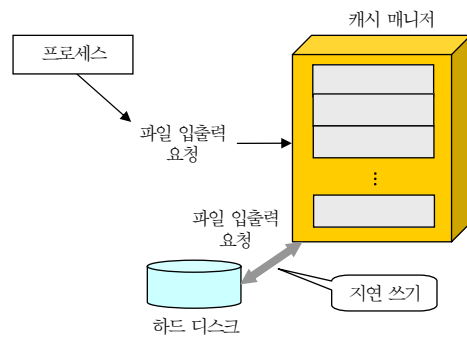 캐시 매니저
프로세스
파일 입출력
요청
...
파일 입출력
요청
지연 쓰기
하드 디스크